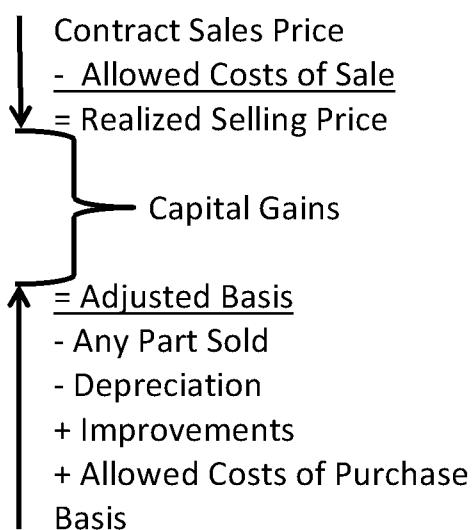 Contract Sales Price
- Allowed Costs of Sale
= Realized Selling Price
Capital Gains
= Adjusted Basis
- Any Part Sold
- Depreciation
+ Improvements
+ Allowed Costs of Purchase
Basis